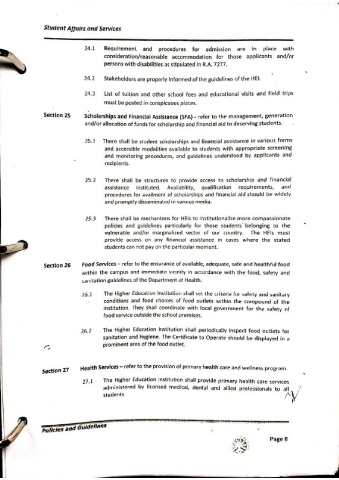 Student Affairs and Services
24.1 Requirement and procedures for admission are in place with
consideration/reasonable accommodation for those applicants and/or
persons with disabilities as stipulated in R.A. 7277.
24.2 Stakeholders are properly informed of the guidelines of the HEI.
24.3 List of tuition and other school fees and educational visits and field trips
must be posted in conspicuous places.
Section 25 Scholarships and Financial Assistance (SFA) - refer to the management, generation
and/or allocation of funds for scholarship and financial aid to deserving students.
25.1 There shall be student scholarships and financial assistance in various forms
and accessible modalities available to students with appropriate screening
and monitoring procedures, and guidelines understood by applicants and
recipients.
25.2 There shall be structures to provide access to scholarship and financial
assistance instituted. Availability, qualification requirements, and
procedures for availment of scholarships and financial aid should be widely
and promptly disseminated in various media.
25.3 There shall be mechanisms for HEIs to institutionalize more compassionate
policies and guidelines particularly for those students belonging to the
vulnerable and/or marginalized sector of our country. The HEIs must
provide access on any financial assistance in cases where the stated
students can not pay on the particular moment.
Section 26 Food Services – refer to the ensurance of available, adequate, safe and healthful food
within the campus and immediate vicinity in accordance with the food, safety and
sanitation guidelines of the Department of Health.
26.1 The Higher Education Institution shall set the criteria for safety and sanitary
conditions and food choices of food outlets within the compound of the
institution. They shall coordinate with local government for the safety of
food service outside the school premises.
26.2 The Higher Education Institution shall periodically inspect food outlets for
sanitation and hygiene. The Certificate to Operate should be displayed in a
prominent area of the food outlet.
Section 27 Health Services – refer to the provision of primary health care and wellness program.
27.1 The Higher Education Institution shall provide primary health care services
administered by licensed medical, dental and allied professionals to all
students.
Policies and Guidelines
Page 8